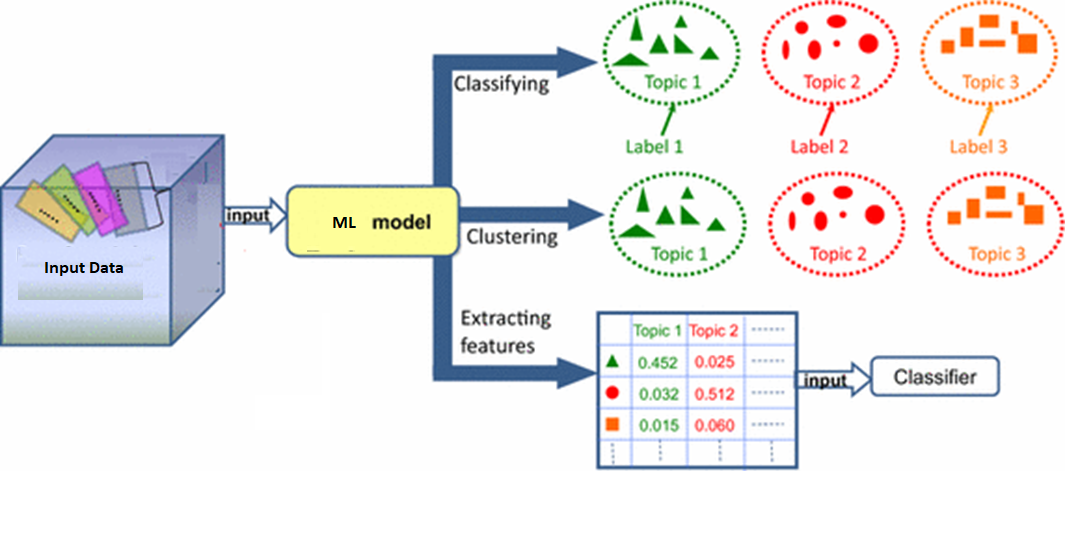 Input Data
input
ML model
Classifying
Topic 1
Topic 2
Topic 3
Label 1
Label 2
Label 3
Clustering
Topic 1
Topic 2
Topic 3
Extracting
features
Topic 1 Topic 2 ------
0.452 0.025 ------
0.032 0.512 ------
0.015 0.060 ------
input
Classifier